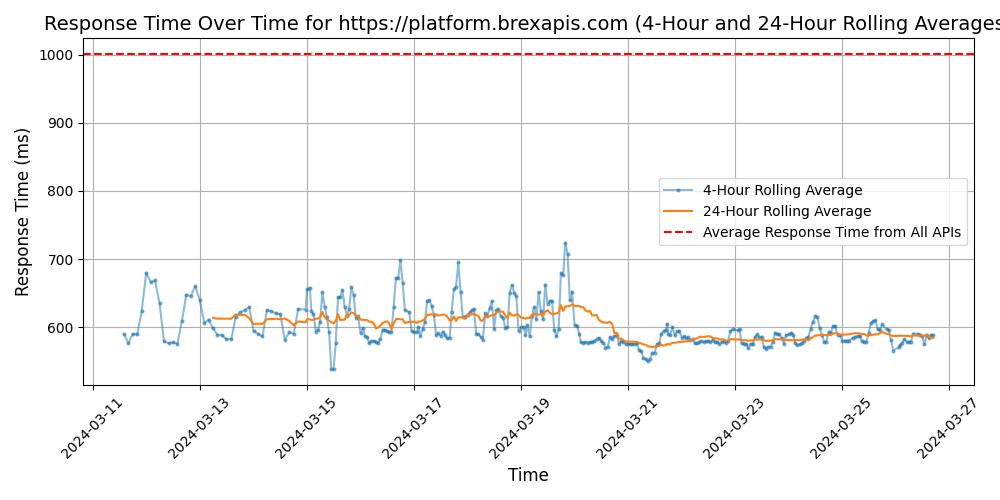 Response Time Over Time for https://platform.brexapis.com (4-Hour and 24-Hour Rolling Averages
Response Time (ms)
1000
900
800
700
600
4-Hour Rolling Average
24-Hour Rolling Average
Average Response Time from All APIs
2024-03-11
2024-03-13
2024-03-15
2024-03-17
2024-03-19
2024-03-21
2024-03-23
2024-03-25
2024-03-27
Time